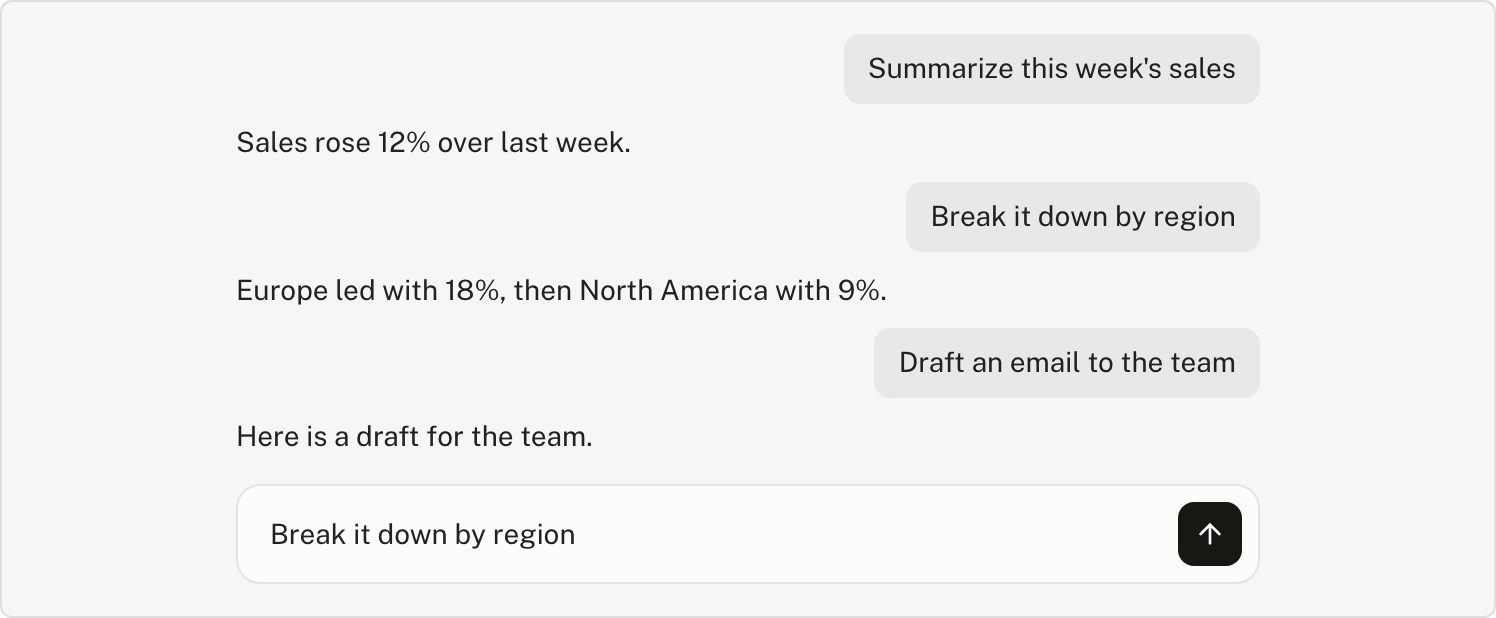 Summarize this week's sales
Sales rose 12% over last week.
Break it down by region
Europe led with 18%, then North America with 9%.
Draft an email to the team
Here is a draft for the team.
Break it down by region